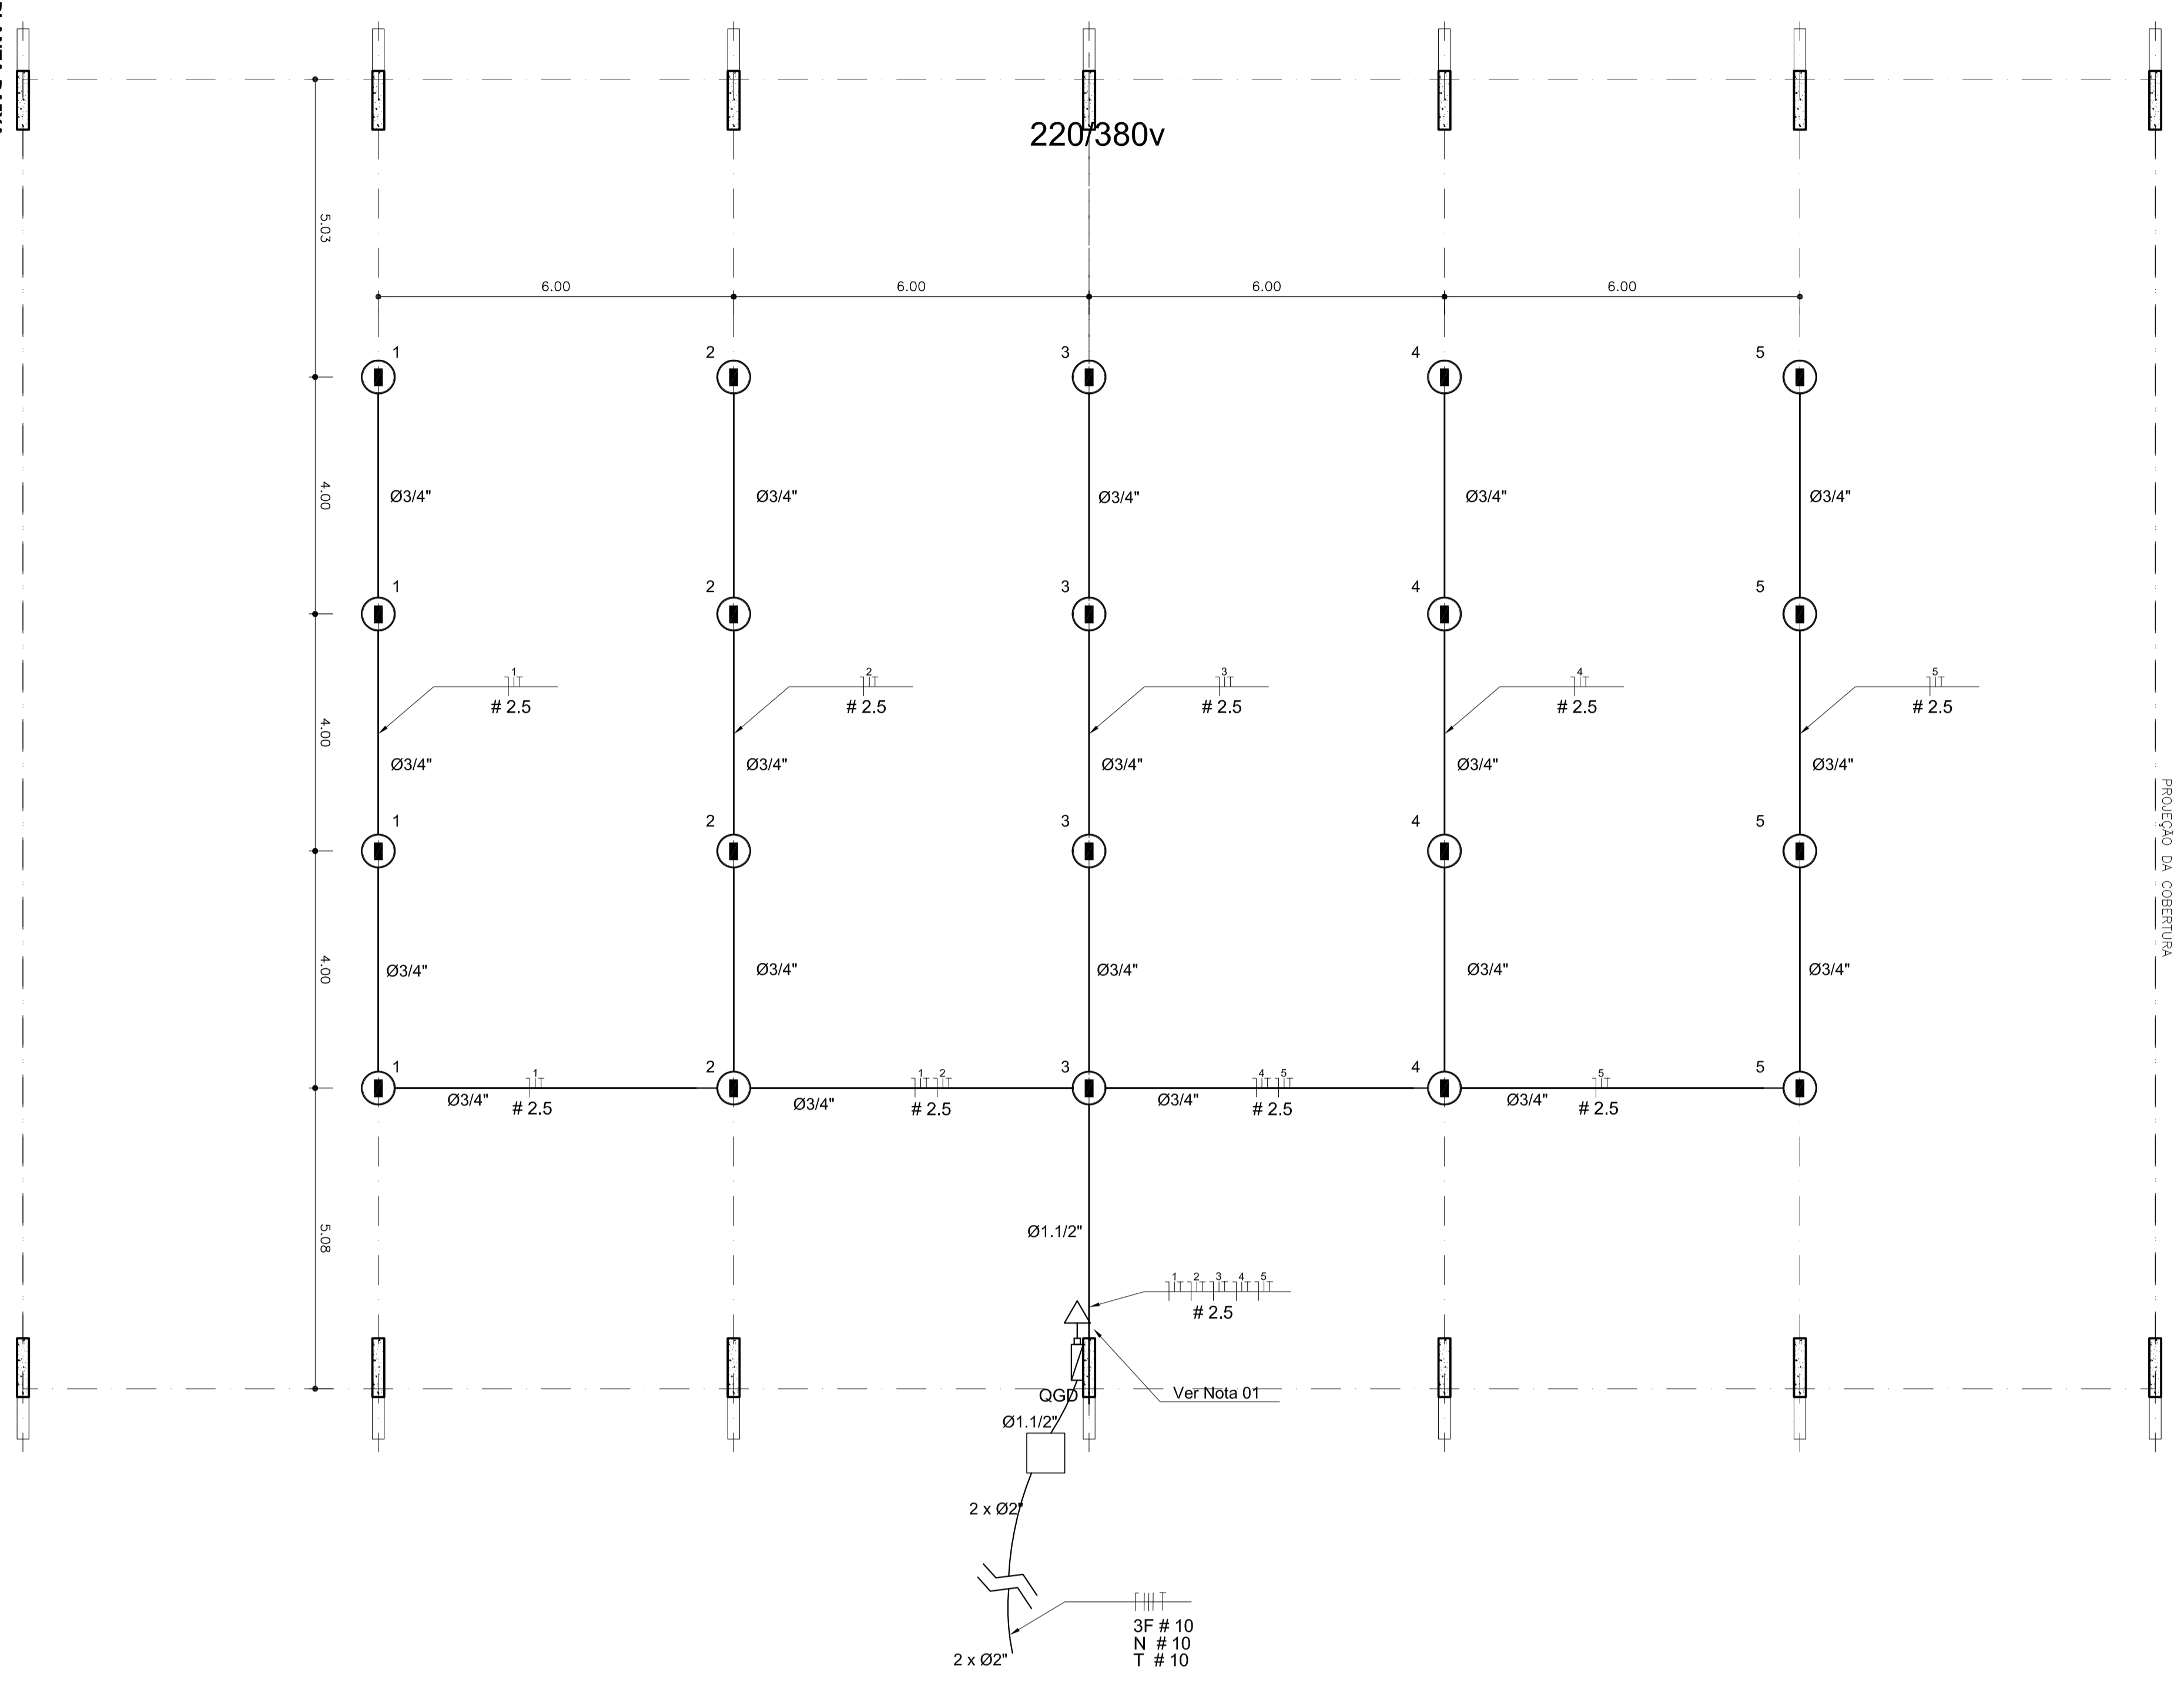 220/380v
5.03
6.00 6.00 6.00 6.00
1 2 3 4 5
4.00 Ø3/4" Ø3/4" Ø3/4" Ø3/4" Ø3/4"
1 2 3 4 5
1 2 3 4 5
# 2.5 # 2.5 # 2.5 # 2.5 # 2.5
4.00
Ø3/4" Ø3/4" Ø3/4" Ø3/4" Ø3/4"
PROJEÇÃO DA COBERTURA
1 2 3 4 5
4.00 Ø3/4" Ø3/4" Ø3/4" Ø3/4" Ø3/4"
1 2 3 4 5
1 1 2 4 5 5
Ø3/4" # 2.5 Ø3/4" # 2.5 Ø3/4" # 2.5 Ø3/4" # 2.5
5.08
Ø1.1/2"
1 2 3 4 5
# 2.5
QGD
Ver Nota 01
Ø1.1/2"
2 x Ø2"
3F # 10
N # 10
T # 10
2 x Ø2"